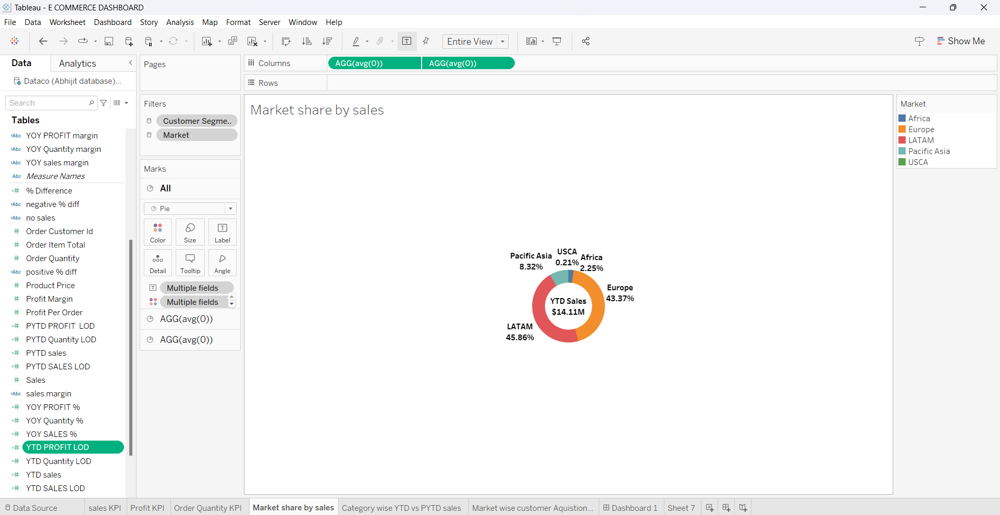 Tableau - E COMMERCE DASHBOARD
File Data Worksheet Dashboard Story Analysis Map Format Server Window Help
Entire View
Show Me
Data Analytics
Dataco (Abhijit database)...
Search
Tables
YOY PROFIT margin
YOY Quantity margin
YOY sales margin
Measure Names
% Difference
negative % diff
no sales
Order Customer Id
Order Item Total
Order Quantity
positive % diff
Product Price
Profit Margin
Profit Per Order
PYTD PROFIT LOD
PYTD Quantity LOD
PYTD sales
PYTD SALES LOD
Sales
sales margin
YOY PROFIT %
YOY Quantity %
YOY SALES %
YTD PROFIT LOD
YTD Quantity LOD
YTD sales
YTD SALES LOD
Pages
Filters
Customer Segme..
Market
Marks
All
Pie
Color Size Label
Detail Tooltip Angle
Multiple fields
Multiple fields
AGG(avg(0))
AGG(avg(0))
Columns AGG(avg(0)) AGG(avg(0))
Rows
Market share by sales
USCA
0.21%
Africa
2.25%
Pacific Asia
8.32%
Europe
43.37%
YTD Sales
$14.11M
LATAM
45.86%
Market
Africa
Europe
LATAM
Pacific Asia
USCA
Data Source sales KPI Profit KPI Order Quantity KPI Market share by sales Category wise YTD vs PYTD sales Market wise customer Aquistion... Dashboard 1 Sheet 7